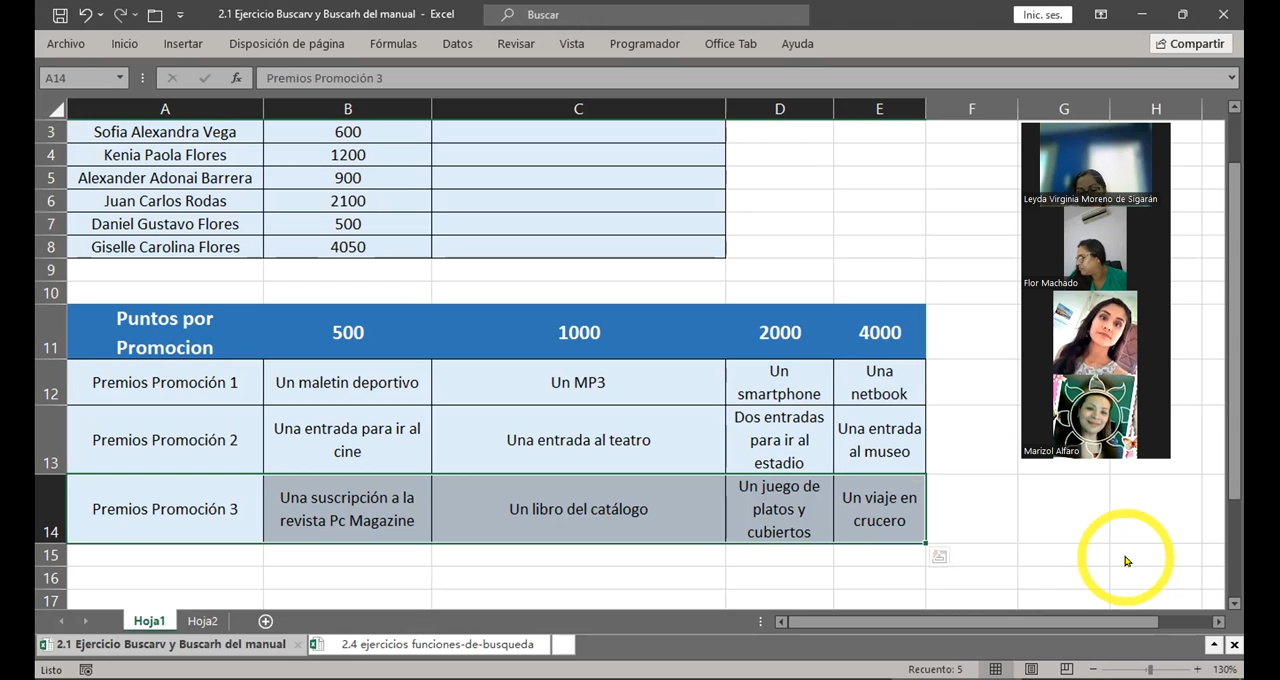 2.1 Ejercicio Buscarv y Buscarh del manual - Excel
Buscar
Inic. ses.
Archivo Inicio Insertar Disposición de página Fórmulas Datos Revisar Vista Programador Office Tab Ayuda Compartir
A14 fx Premios Promoción 3
A B C D E F G H
3 Sofia Alexandra Vega 600
4 Kenia Paola Flores 1200
5 Alexander Adonai Barrera 900
6 Juan Carlos Rodas 2100
7 Daniel Gustavo Flores 500
8 Giselle Carolina Flores 4050
9
10
11 Puntos por
Promocion
500 1000 2000 4000
12 Premios Promoción 1 Un maletin deportivo Un MP3
Un
smartphone
Una
netbook
13 Premios Promoción 2
Una entrada para ir al
cine
Una entrada al teatro
Dos entradas
para ir al
estadio
Una entrada
al museo
14 Premios Promoción 3
Una suscripción a la
revista Pc Magazine
Un libro del catálogo
Un juego de
platos y
cubiertos
Un viaje en
crucero
15
16
17
Leyda Virginia Moreno de Sigarán
Flor Machado
Marizol Alfaro
Hoja1 Hoja2
2.1 Ejercicio Buscarv y Buscarh del manual 2.4 ejercicios funciones-de-busqueda
Listo Recuento: 5 130%